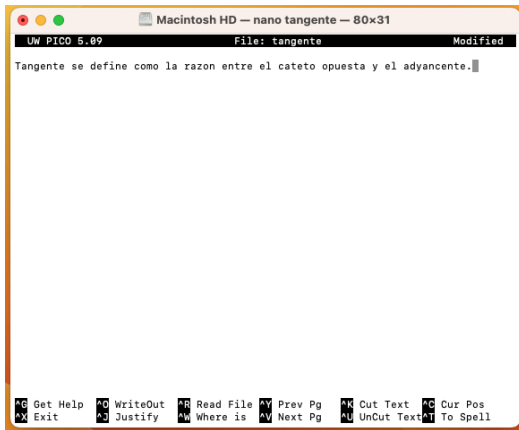 Macintosh HD — nano tangente — 80×31
UW PICO 5.09 File: tangente Modified
Tangente se define como la razon entre el cateto opuesta y el adyancente.
^G Get Help ^O WriteOut ^R Read File ^Y Prev Pg ^K Cut Text ^C Cur Pos
^X Exit ^J Justify ^W Where is ^V Next Pg ^U UnCut Text ^T To Spell